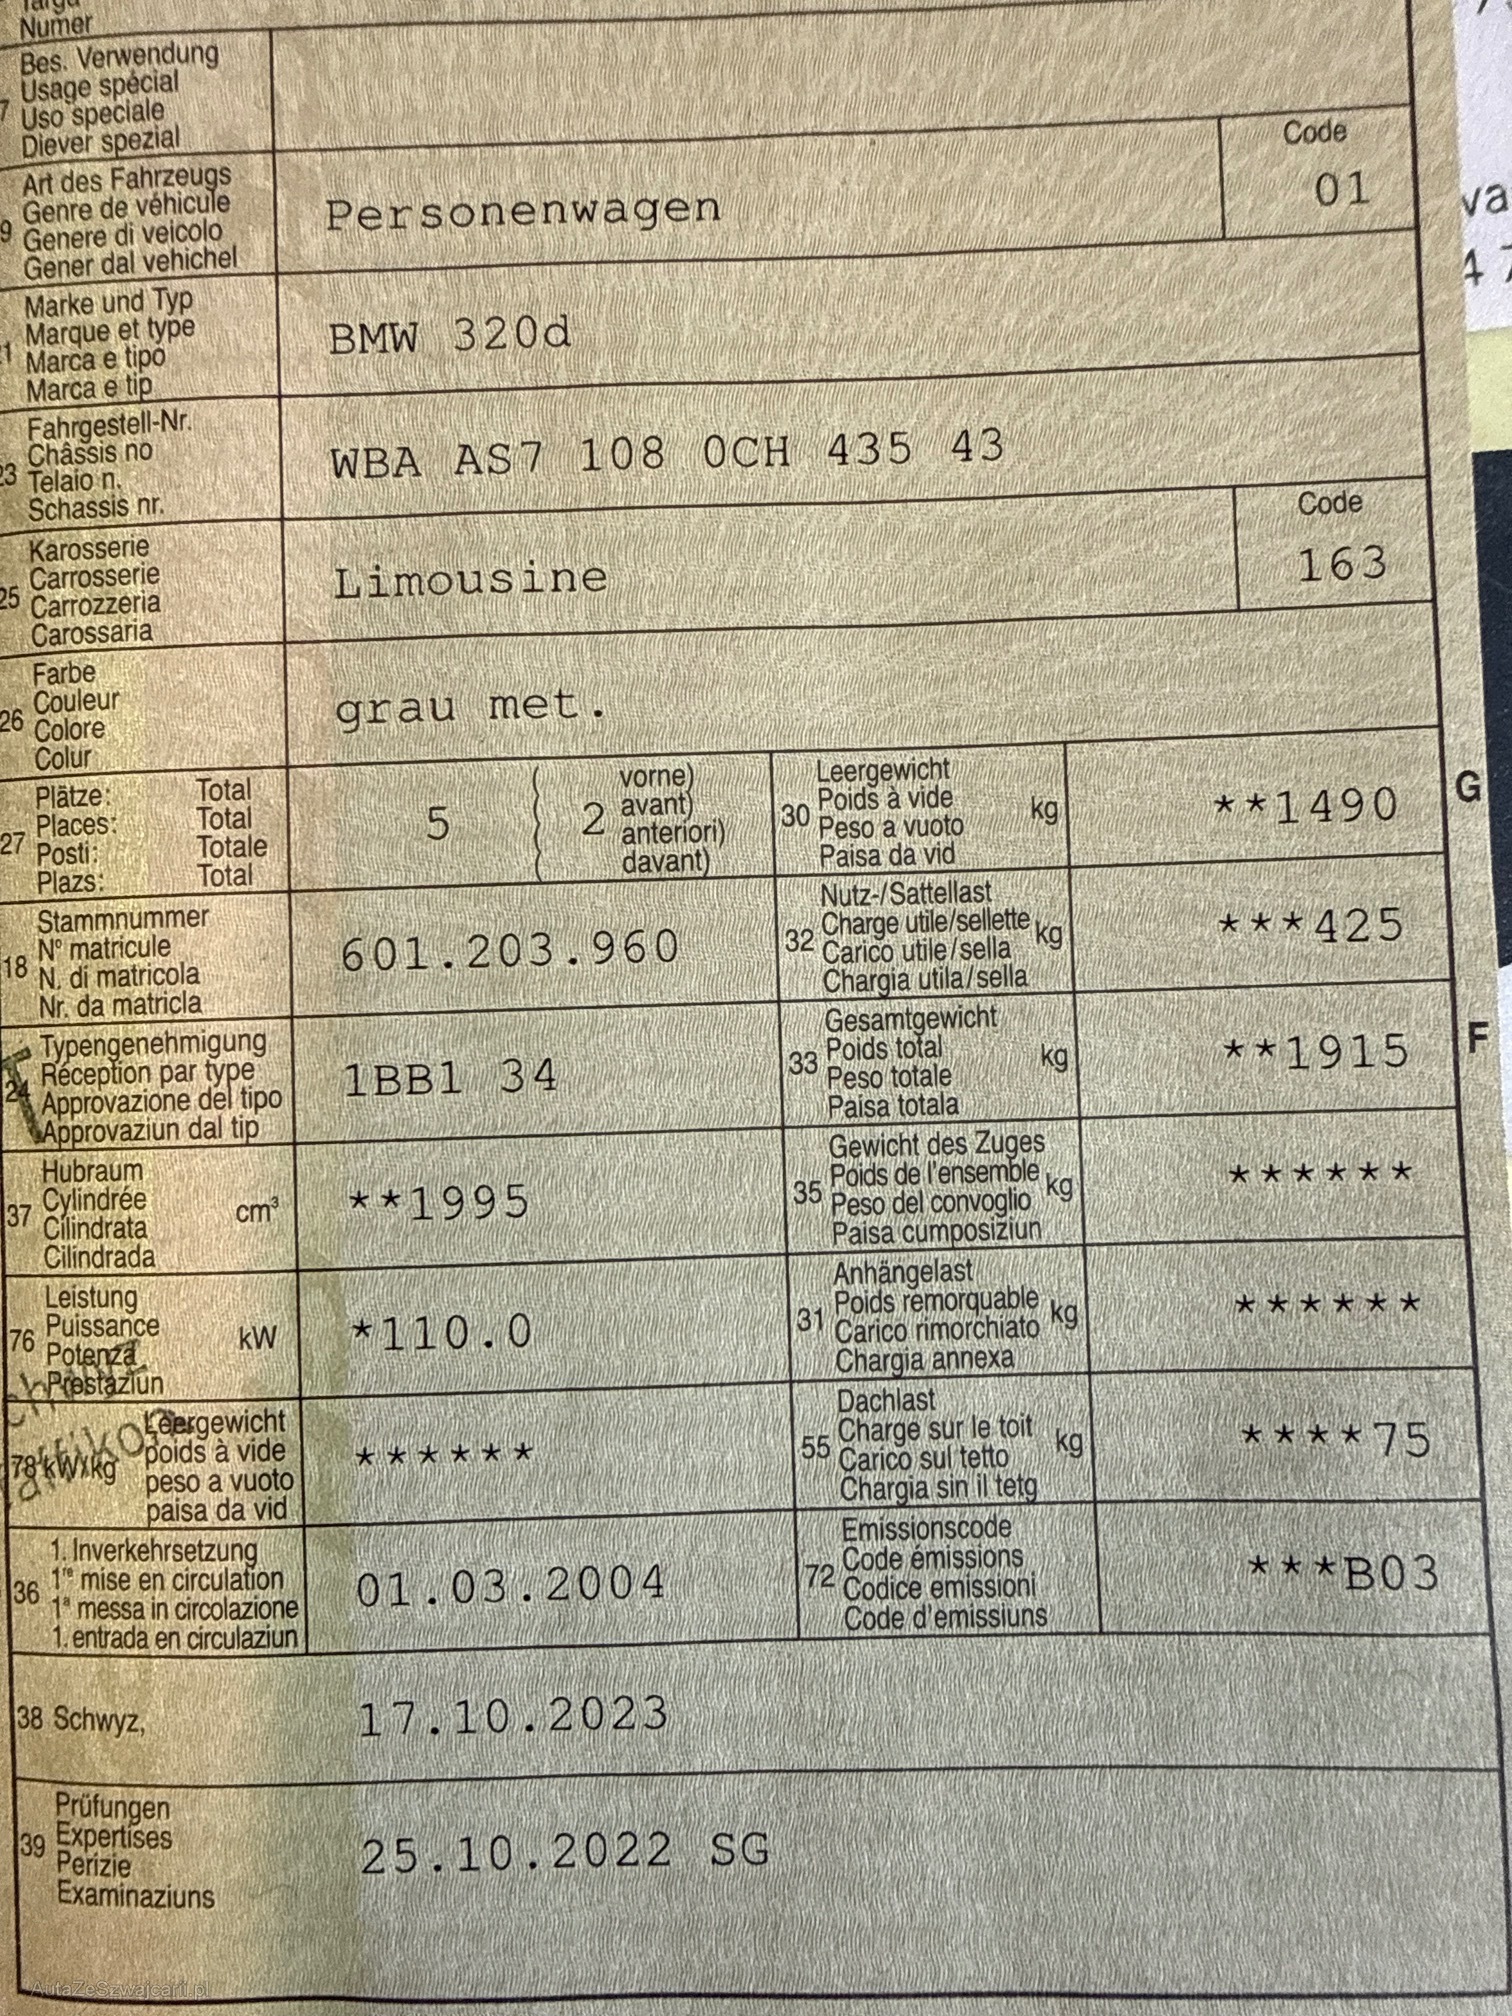 Targa
Numer
Bes. Verwendung
7 Usage spécial
Uso speciale
Diever spezial
Code
01
Art des Fahrzeugs
Genre de véhicule
9 Genere di veicolo
Gener dal vehichel
Personenwagen
Marke und Typ
Marque et type
1 Marca e tipo
Marca e tip
BMW 320d
Fahrgestell-Nr.
Châssis no
23 Telaio n.
Schassis nr.
WBA AS7 108 0CH 435 43
Karosserie
Carrosserie
25 Carrozzeria
Carossaria
Limousine
Code
163
Farbe
Couleur
26 Colore
Colur
grau met.
Plätze: Total
Places: Total
27 Posti: Totale
Plazs: Total
5 ( 2 vorne)
avant)
anteriori)
davant)
Leergewicht
30 Poids à vide kg
Peso a vuoto
Paisa da vid
**1490
G
Stammnummer
18 N° matricule
N. di matricola
Nr. da matricla
601.203.960
Nutz-/Sattellast
32 Charge utile/sellette kg
Carico utile/sella
Chargia utila/sella
***425
Typengenehmigung
24 Réception par type
Approvazione del tipo
Approvaziun dal tip
1BB1 34
Gesamtgewicht
33 Poids total kg
Peso totale
Paisa totala
**1915
F
Hubraum
37 Cylindrée cm³
Cilindrata
Cilindrada
**1995
Gewicht des Zuges
35 Poids de l'ensemble kg
Peso del convoglio
Paisa cumposiziun
******
Leistung
76 Puissance kW
Potenza
Prestaziun
*110.0
Anhängelast
31 Poids remorquable kg
Carico rimorchiato
Chargia annexa
******
Leergewicht
78 kW/kg poids à vide
peso a vuoto
paisa da vid
******
Dachlast
55 Charge sur le toit kg
Carico sul tetto
Chargia sin il tetg
****75
1. Inverkehrsetzung
36 1re mise en circulation
1a messa in circolazione
1. entrada en circulaziun
01.03.2004
Emissionscode
72 Code émissions
Codice emissioni
Code d'emissiuns
***B03
38 Schwyz,
17.10.2023
Prüfungen
39 Expertises
Perizie
Examinaziuns
25.10.2022 SG
AutaZeSzwajcarii.pl